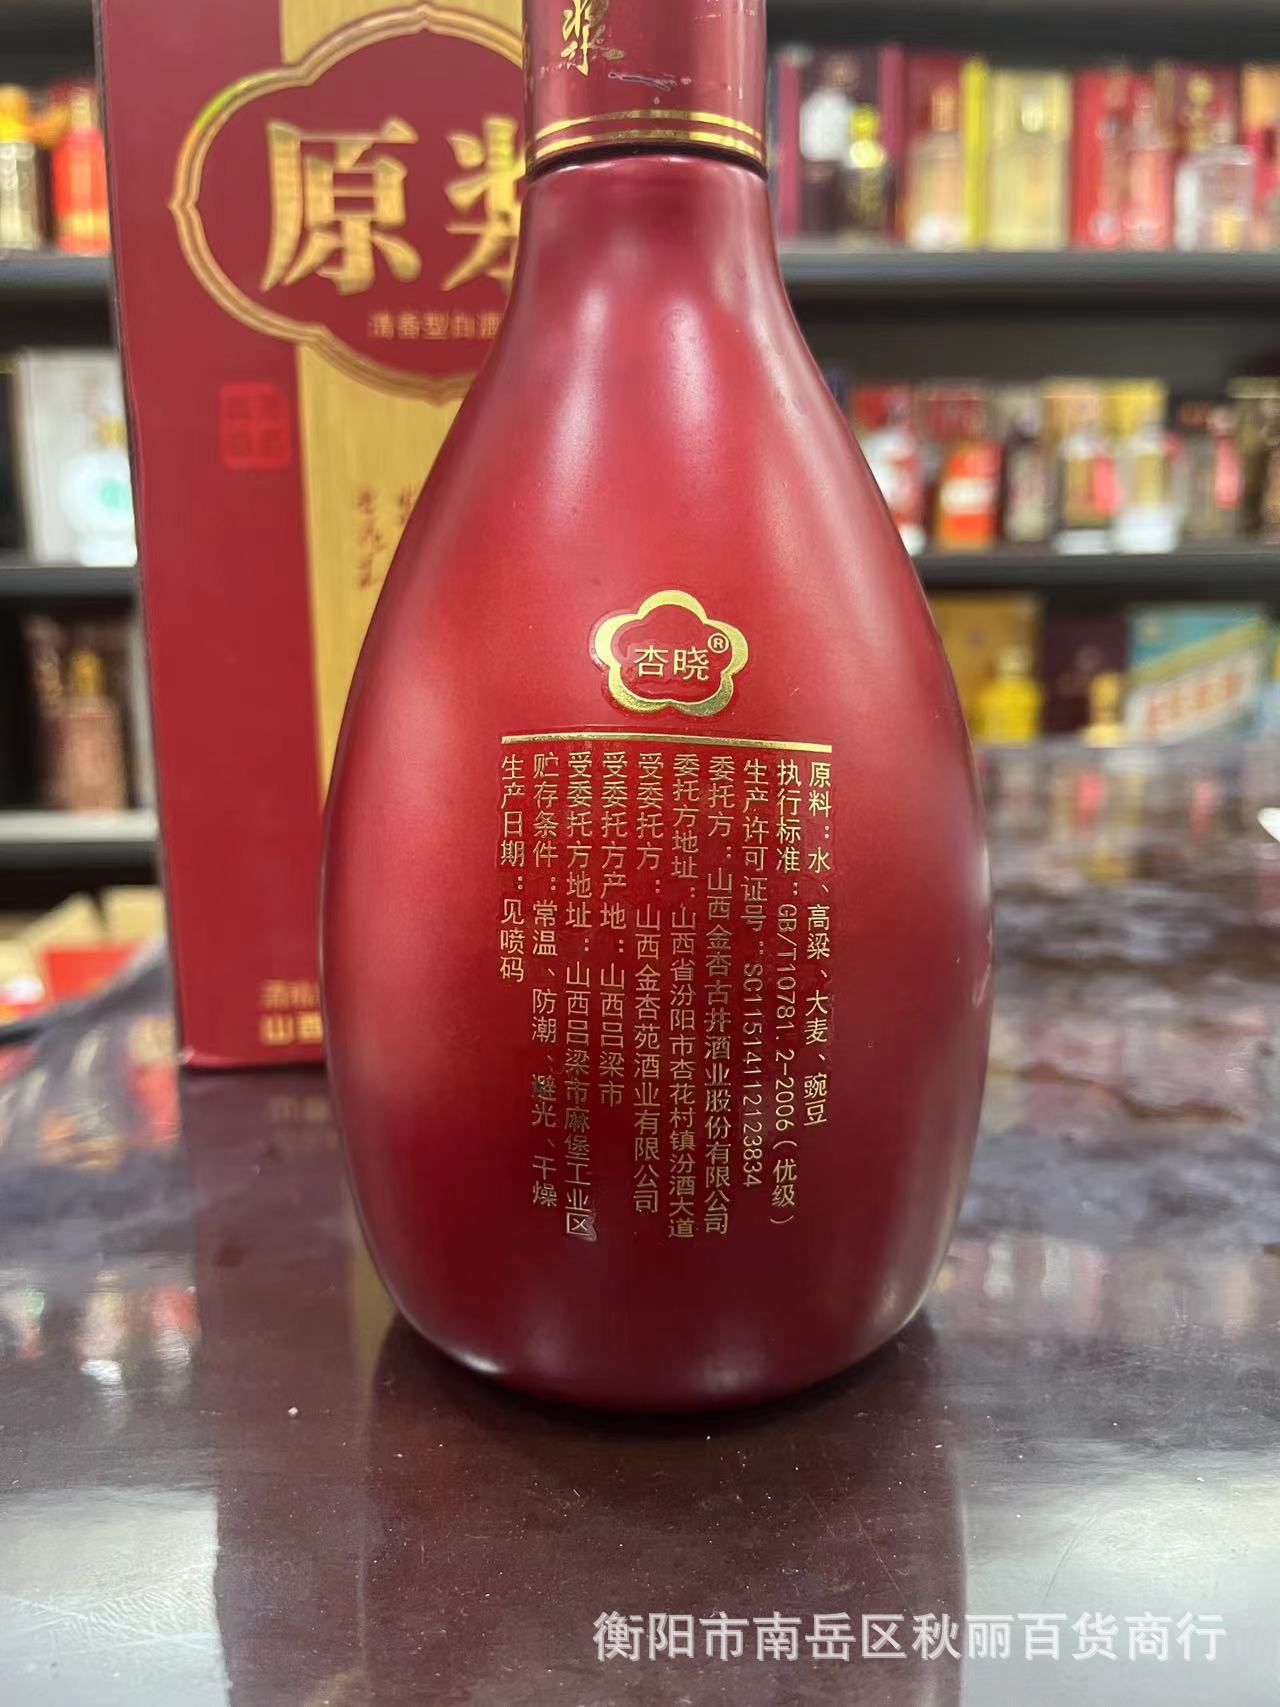 浆
原浆
清香型白酒
杏晓®
原料：水、高粱、大麦、豌豆
执行标准：GB/T10781.2-2006（优级）
生产许可证号：SC11514112123834
委托方：山西金杏古井酒业股份有限公司
委托方地址：山西省汾阳市杏花村镇汾酒大道
受委托方：山西金杏苑酒业有限公司
受委托方产地：山西吕梁市
受委托方地址：山西吕梁市麻堡工业区
贮存条件：常温、防潮、避光、干燥
生产日期：见喷码
山西
衡阳市南岳区秋丽百货商行